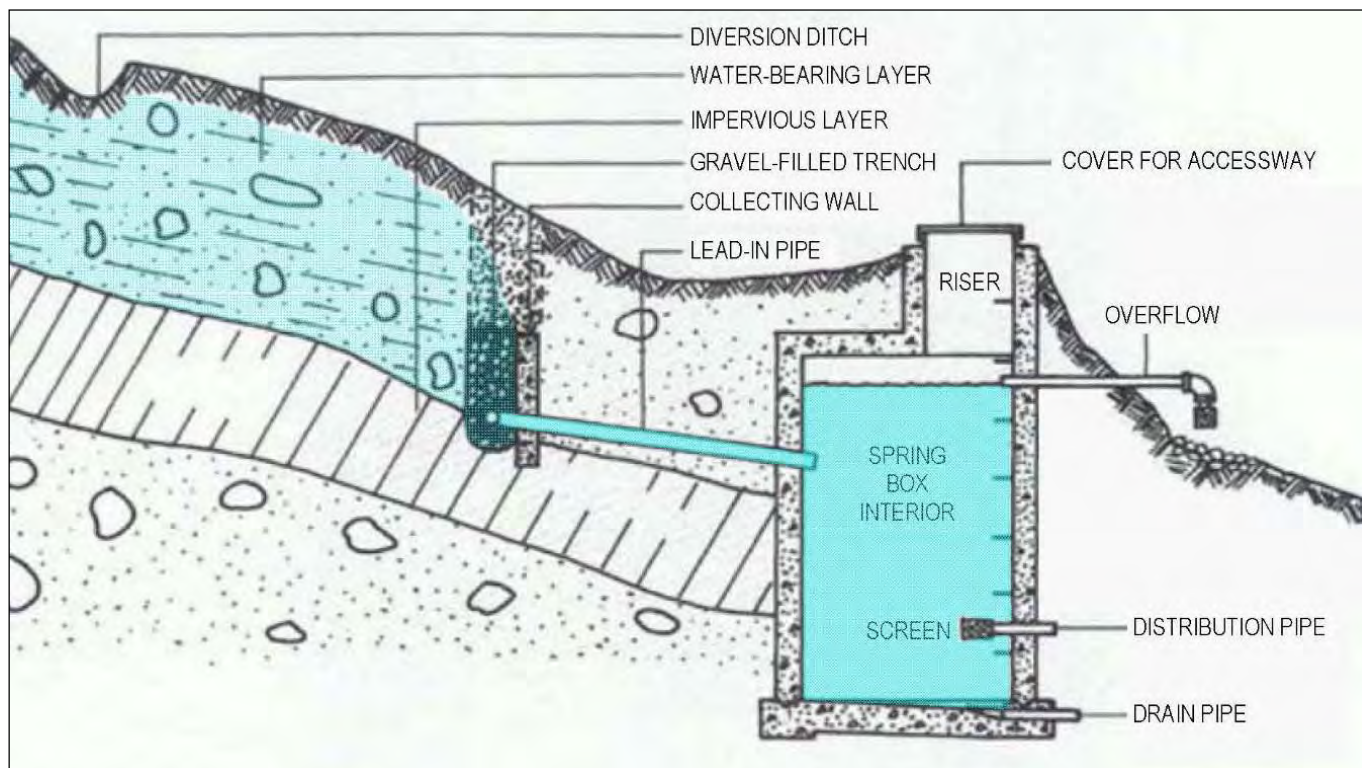 DIVERSION DITCH
WATER-BEARING LAYER
IMPERVIOUS LAYER
GRAVEL-FILLED TRENCH
COLLECTING WALL
LEAD-IN PIPE
COVER FOR ACCESSWAY
RISER
OVERFLOW
SPRING
BOX
INTERIOR
SCREEN
DISTRIBUTION PIPE
DRAIN PIPE